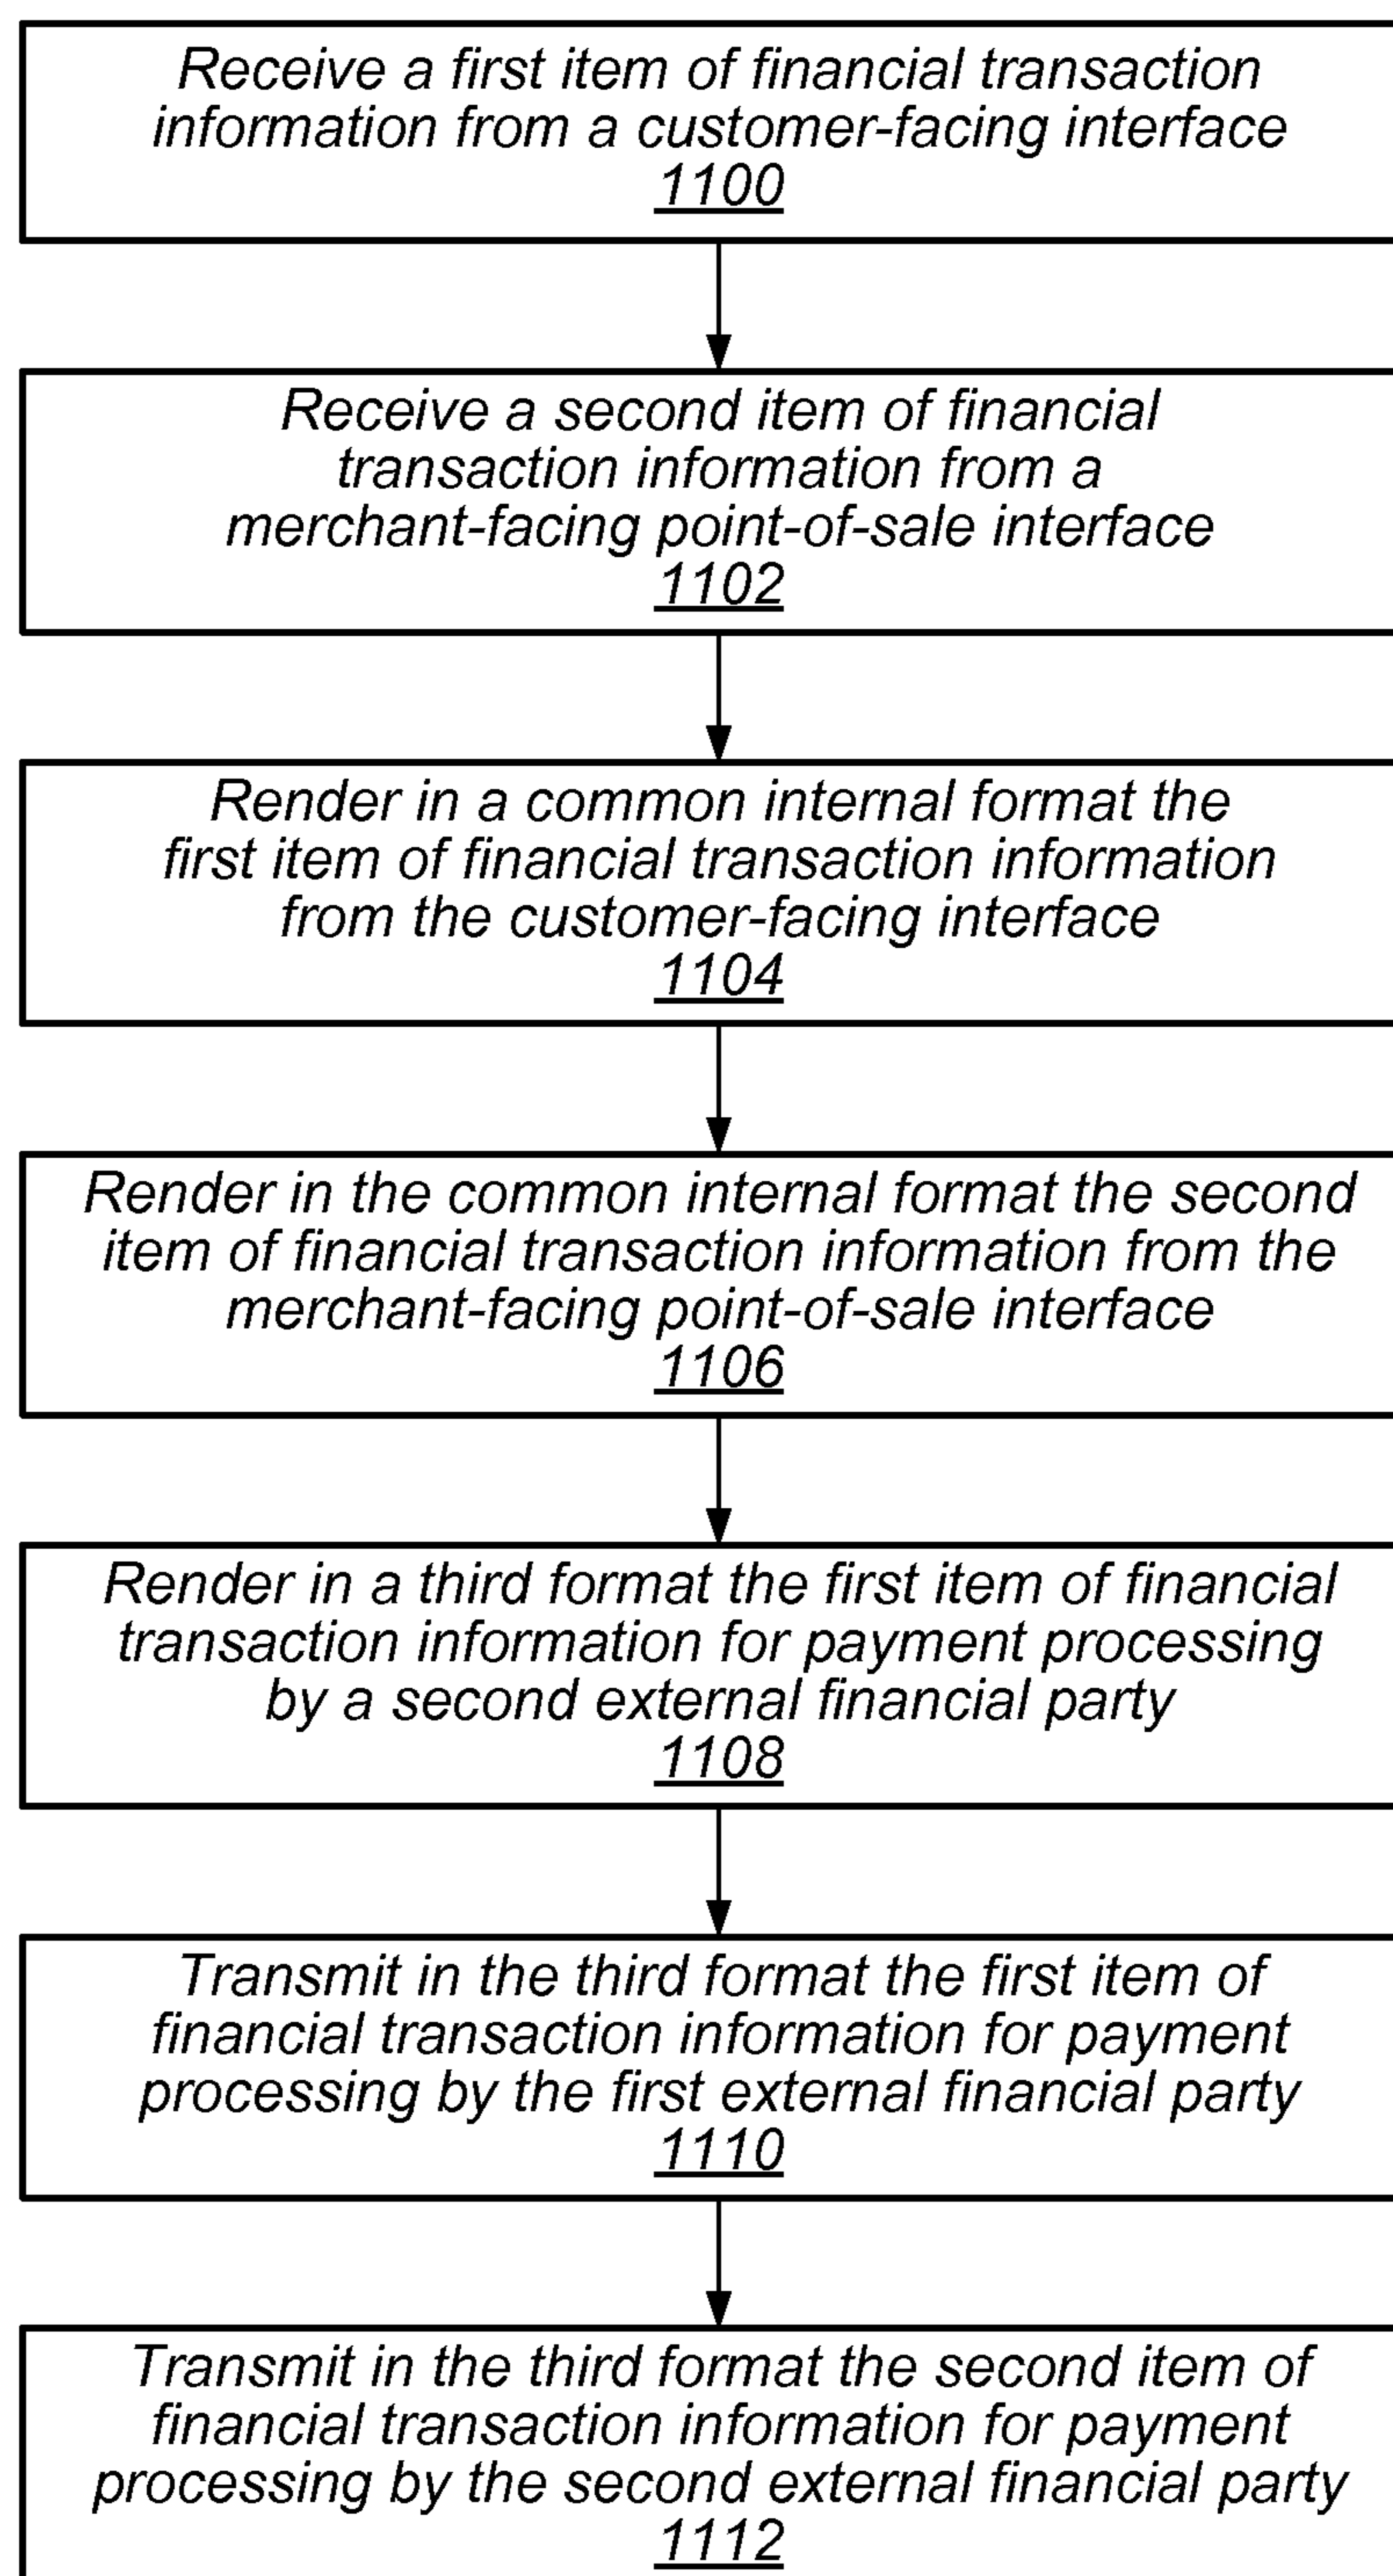 Receive a first item of financial transaction
information from a customer-facing interface
1100
Receive a second item of financial
transaction information from a
merchant-facing point-of-sale interface
1102
Render in a common internal format the
first item of financial transaction information
from the customer-facing interface
1104
Render in the common internal format the second
item of financial transaction information from the
merchant-facing point-of-sale interface
1106
Render in a third format the first item of financial
transaction information for payment processing
by a second external financial party
1108
Transmit in the third format the first item of
financial transaction information for payment
processing by the first external financial party
1110
Transmit in the third format the second item of
financial transaction information for payment
processing by the second external financial party
1112